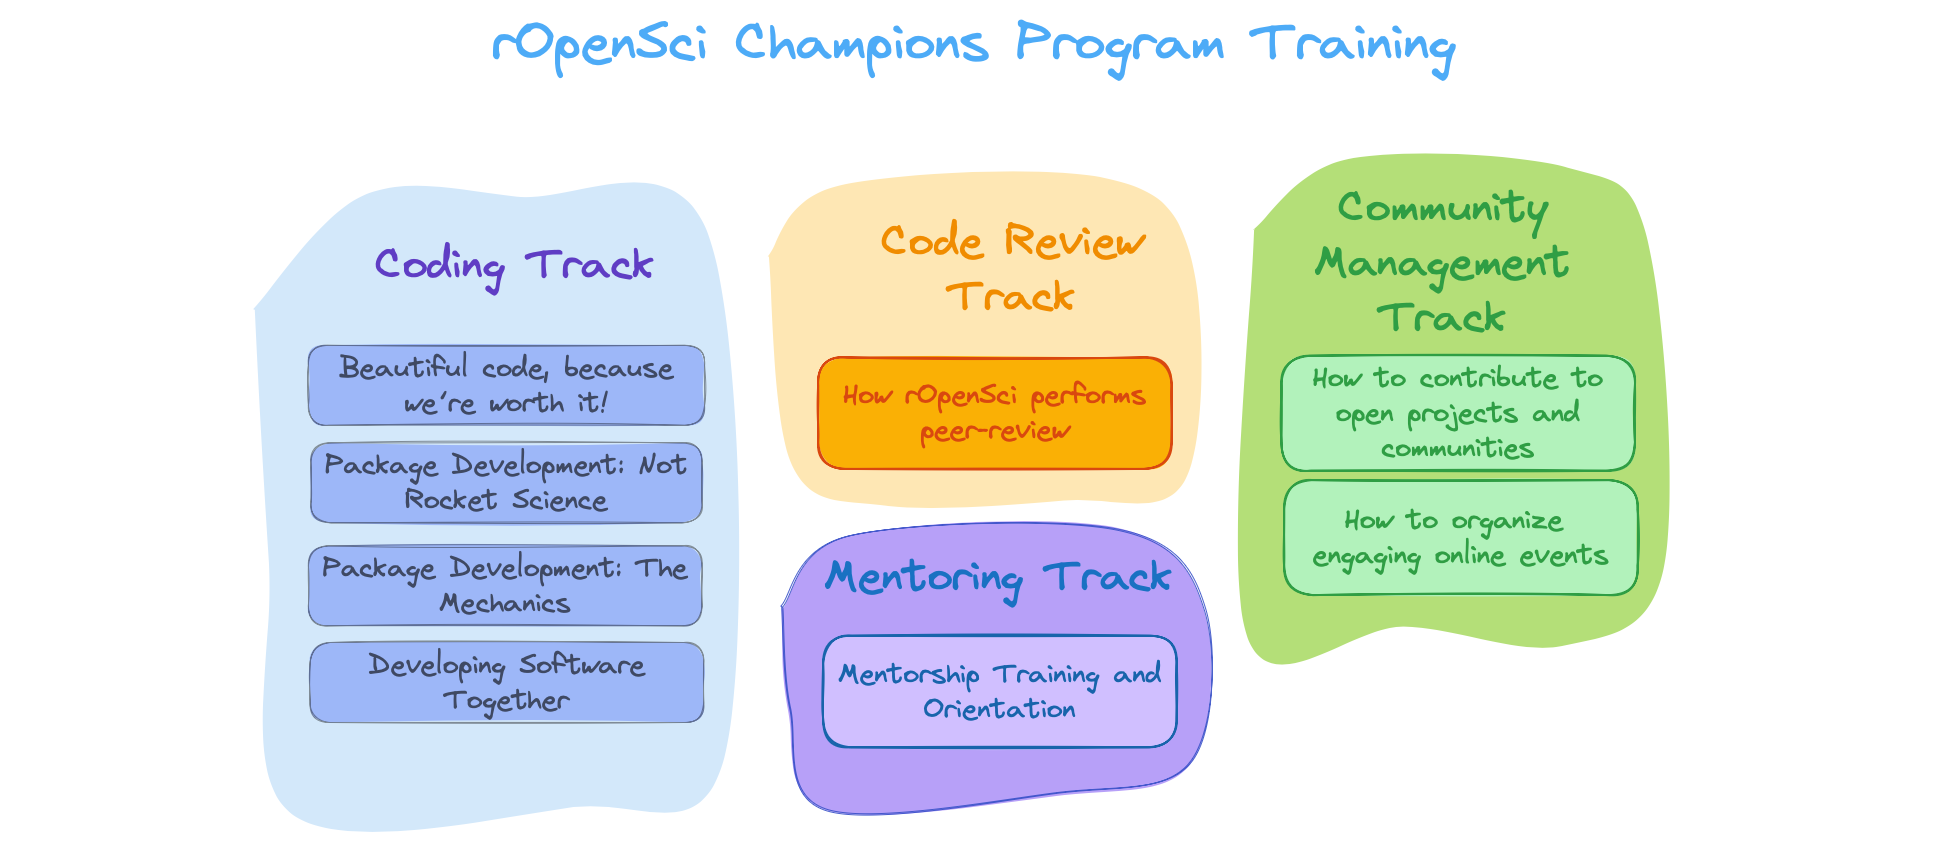 rOpenSci Champions Program Training
Coding Track
Beautiful code, because
we're worth it!
Package Development: Not
Rocket Science
Package Development: The
Mechanics
Developing Software
Together
Code Review
Track
How rOpenSci performs
peer-review
Mentoring Track
Mentorship Training and
Orientation
Community
Management
Track
How to contribute to
open projects and
communities
How to organize
engaging online events